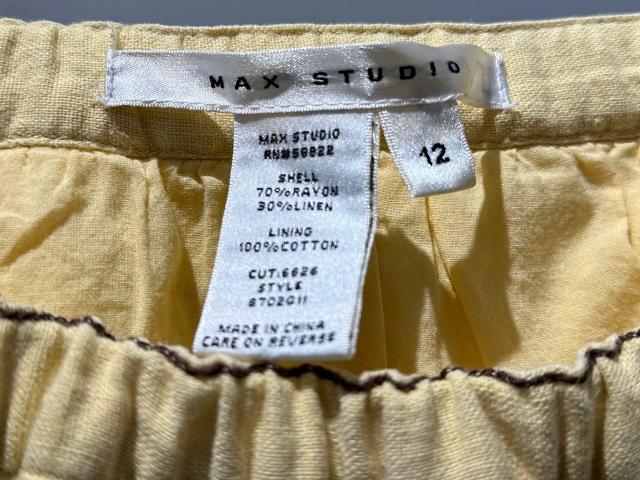 MAX STUDIO
MAX STUDIO
RN#58822
SHELL
70%RAYON
30%LINEN
LINING
100%COTTON
CUT:6626
STYLE
8702G11
MADE IN CHINA
CARE ON REVERSE
12